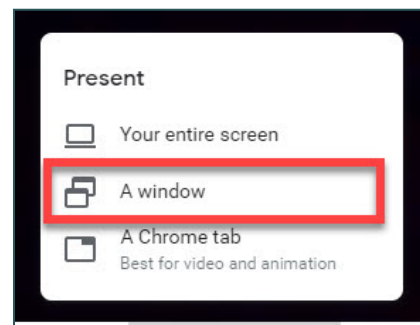 Present
Your entire screen
A window
A Chrome tab
Best for video and animation